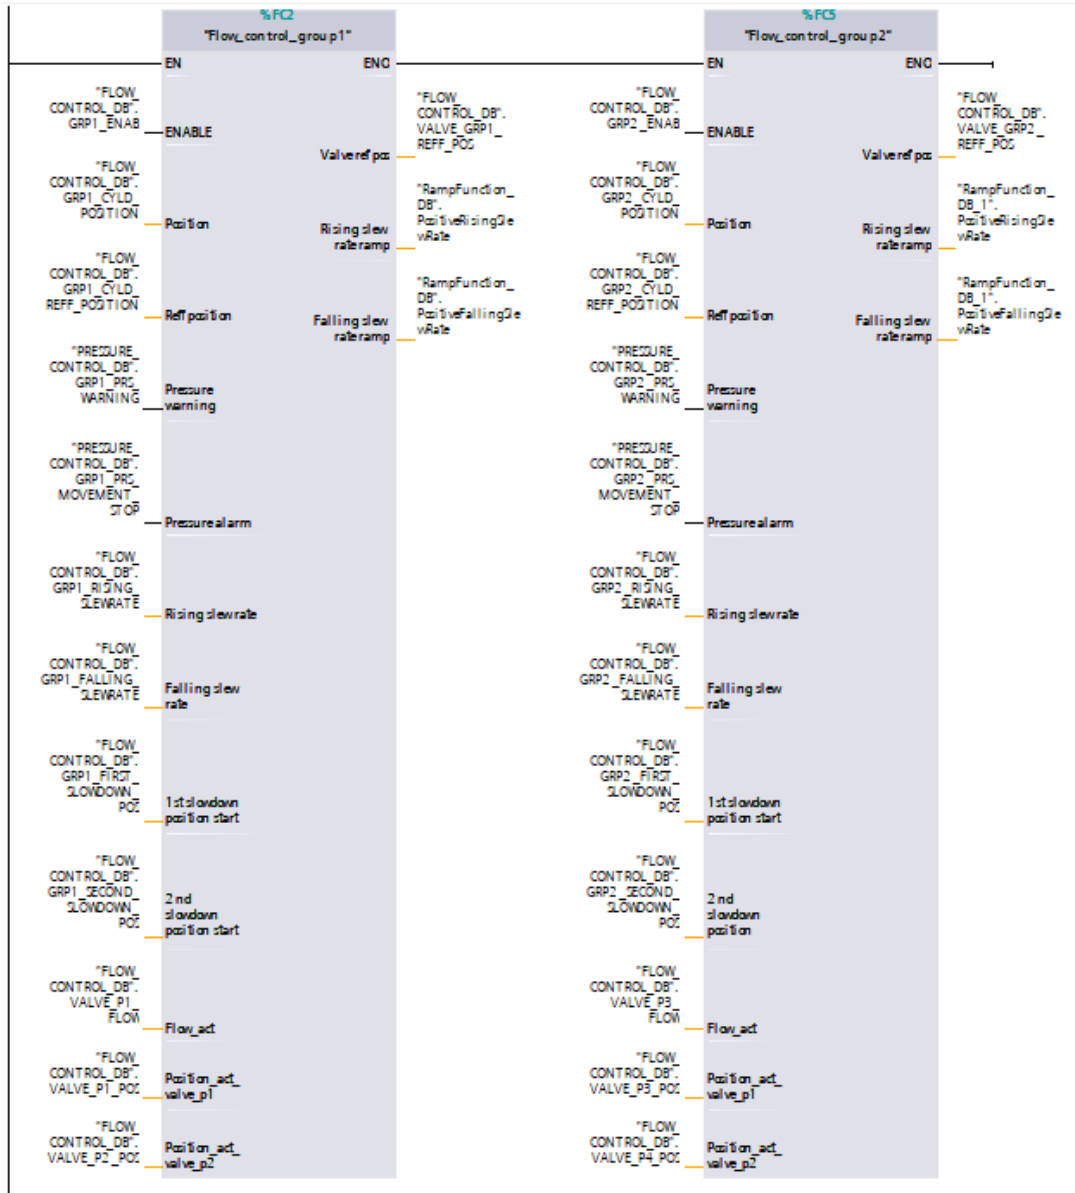 %FC2
"Flow_control_group1"
EN
ENO
"FLOW_
CONTROL_DB".
GRP1_ENAB
ENABLE
"FLOW_
CONTROL_DB".
VALVE_GRP1_
REFF_POS
Valve ref pos
"FLOW_
CONTROL_DB".
GRP1_CYLD_
POSITION
Position
"RampFunction_
DB".
PositiveRisingSle
wRate
Rising slew
rate ramp
"FLOW_
CONTROL_DB".
GRP1_CYLD_
REFF_POSITION
Reff position
"RampFunction_
DB".
PositiveFallingSle
wRate
Falling slew
rate ramp
"PRESSURE_
CONTROL_DB".
GRP1_PRS_
WARNING
Pressure
warning
"PRESSURE_
CONTROL_DB".
GRP1_PRS_
MOVEMENT_
STOP
Pressure alarm
"FLOW_
CONTROL_DB".
GRP1_RISING_
SLEWRATE
Rising slewrate
"FLOW_
CONTROL_DB".
GRP1_FALLING_
SLEWRATE
Falling slew
rate
"FLOW_
CONTROL_DB".
GRP1_FIRST_
SLOWDOWN_
POS
1st slowdown
position start
"FLOW_
CONTROL_DB".
GRP1_SECOND_
SLOWDOWN_
POS
2nd
slowdown
position start
"FLOW_
CONTROL_DB".
VALVE_P1_
FLOW
Flow_act
"FLOW_
CONTROL_DB".
VALVE_P1_POS
Position_act_
valve_p1
"FLOW_
CONTROL_DB".
VALVE_P2_POS
Position_act_
valve_p2
%FC5
"Flow_control_group2"
EN
ENO
"FLOW_
CONTROL_DB".
GRP2_ENAB
ENABLE
"FLOW_
CONTROL_DB".
VALVE_GRP2_
REFF_POS
Valve ref pos
"FLOW_
CONTROL_DB".
GRP2_CYLD_
POSITION
Position
"RampFunction_
DB_1".
PositiveRisingSle
wRate
Rising slew
rate ramp
"FLOW_
CONTROL_DB".
GRP2_CYLD_
REFF_POSITION
Reff position
"RampFunction_
DB_1".
PositiveFallingSle
wRate
Falling slew
rate ramp
"PRESSURE_
CONTROL_DB".
GRP2_PRS_
WARNING
Pressure
warning
"PRESSURE_
CONTROL_DB".
GRP2_PRS_
MOVEMENT_
STOP
Pressure alarm
"FLOW_
CONTROL_DB".
GRP2_RISING_
SLEWRATE
Rising slewrate
"FLOW_
CONTROL_DB".
GRP2_FALLING_
SLEWRATE
Falling slew
rate
"FLOW_
CONTROL_DB".
GRP2_FIRST_
SLOWDOWN_
POS
1st slowdown
position start
"FLOW_
CONTROL_DB".
GRP2_SECOND_
SLOWDOWN_
POS
2nd
slowdown
position
"FLOW_
CONTROL_DB".
VALVE_P3_
FLOW
Flow_act
"FLOW_
CONTROL_DB".
VALVE_P3_POS
Position_act_
valve_p1
"FLOW_
CONTROL_DB".
VALVE_P4_POS
Position_act_
valve_p2